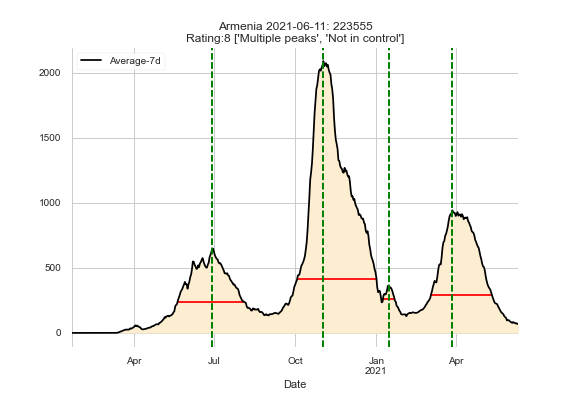 Armenia 2021-06-11: 223555
Rating:8 ['Multiple peaks', 'Not in control']
Average-7d
2000
1500
1000
500
0
Apr Jul Oct Jan Apr
2021
Date